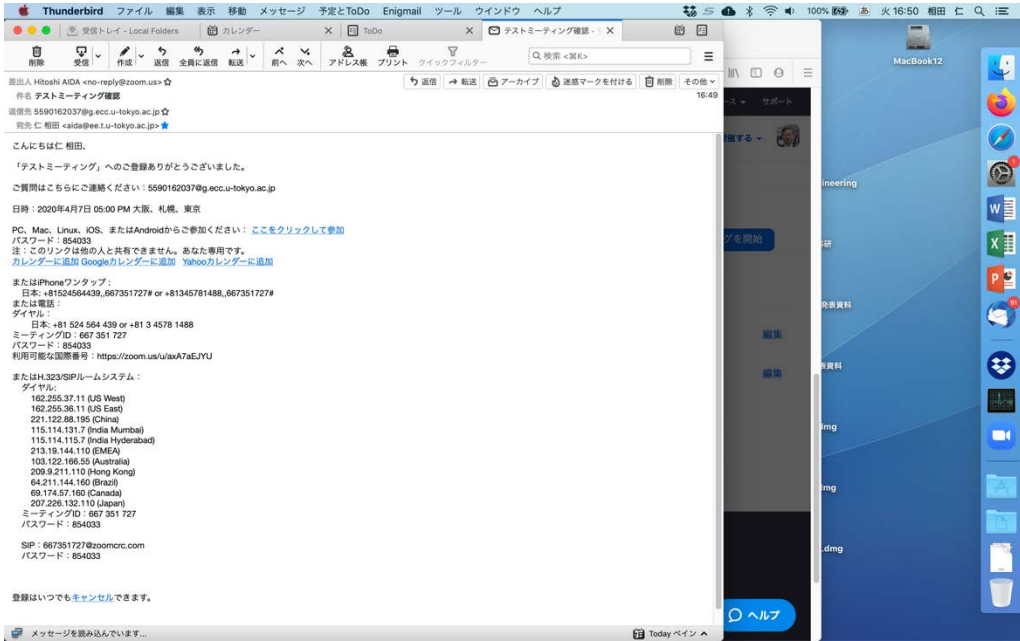 Thunderbird ファイル 編集 表示 移動 メッセージ 予定とToDo Enigmail ツール ウインドウ ヘルプ
100% 火16:50 相田 仁
受信トレイ - Local Folders カレンダー ToDo テストミーティング確認 -
削除 受信 作成 返信 全員に返信 転送 前へ 次へ アドレス帳 プリント クイックフィルター 検索 <⌘K>
差出人 Hitoshi AIDA <no-reply@zoom.us> 返信 転送 アーカイブ 迷惑マークを付ける 削除 その他
件名 テストミーティング確認 16:49
返信先 5590162037@g.ecc.u-tokyo.ac.jp
宛先 仁 相田 <aida@ee.t.u-tokyo.ac.jp>
こんにちは仁 相田、
「テストミーティング」へのご登録ありがとうございました。
ご質問はこちらにご連絡ください：5590162037@g.ecc.u-tokyo.ac.jp
日時：2020年4月7日 05:00 PM 大阪、札幌、東京
PC、Mac、Linux、iOS、またはAndroidからご参加ください： ここをクリックして参加
パスワード：854033
注：このリンクは他の人と共有できません。あなた専用です。
カレンダーに追加 Googleカレンダーに追加 Yahooカレンダーに追加
またはiPhoneワンタップ：
日本: +81524564439,,667351727# or +81345781488,,667351727#
または電話：
ダイヤル：
日本: +81 524 564 439 or +81 3 4578 1488
ミーティングID：667 351 727
パスワード：854033
利用可能な国際番号：https://zoom.us/u/axA7aEJYU
またはH.323/SIPルームシステム：
ダイヤル:
162.255.37.11 (US West)
162.255.36.11 (US East)
221.122.88.195 (China)
115.114.131.7 (India Mumbai)
115.114.115.7 (India Hyderabad)
213.19.144.110 (EMEA)
103.122.166.55 (Australia)
209.9.211.110 (Hong Kong)
64.211.144.160 (Brazil)
69.174.57.160 (Canada)
207.226.132.110 (Japan)
ミーティングID：667 351 727
パスワード：854033
SIP：667351727@zoomcrc.com
パスワード：854033
登録はいつでもキャンセルできます。
メッセージを読み込んでいます... Today ペイン
ース サポート
催する
グを開始
編集
編集
ヘルプ
MacBook12
ineering
発表資料
表資料
.dmg